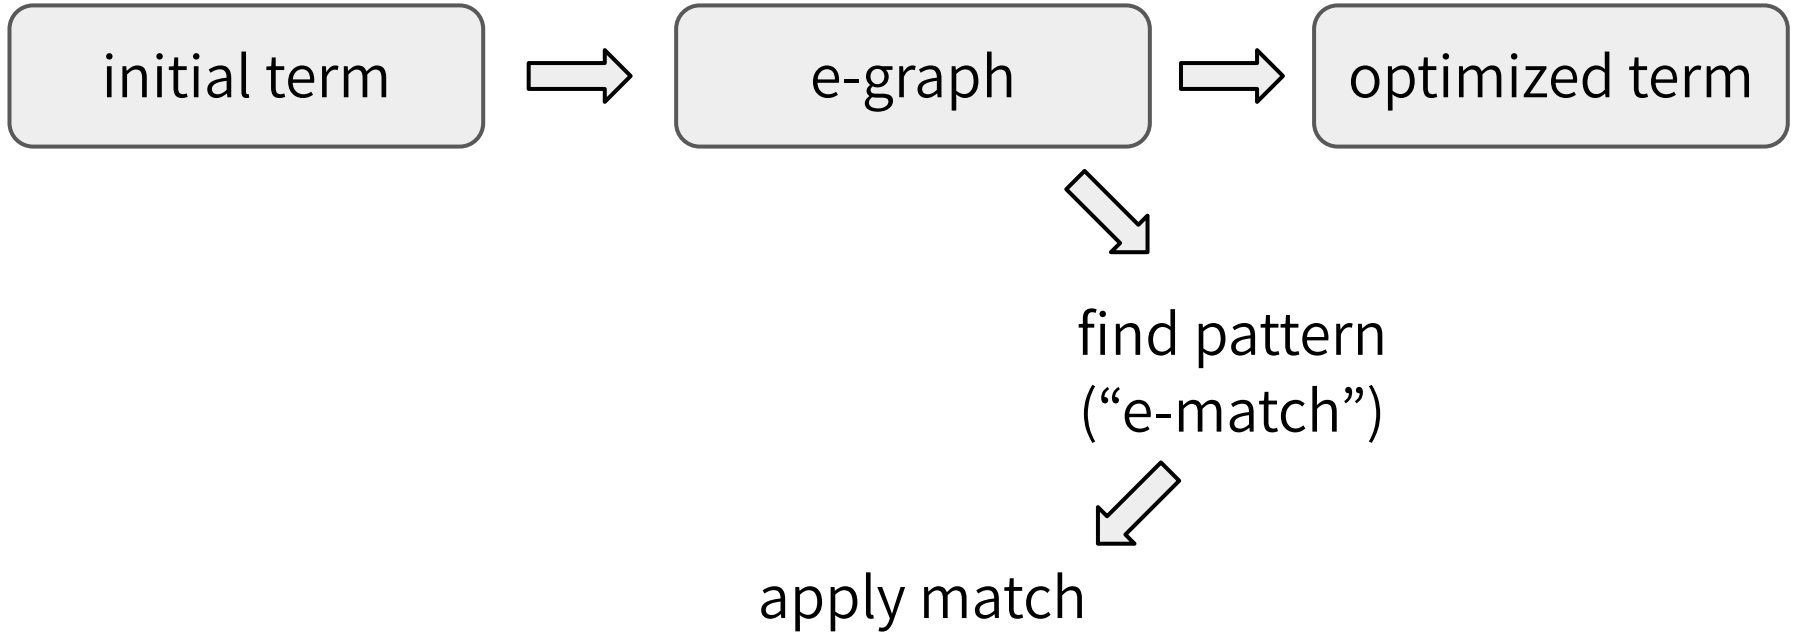 initial term
e-graph
optimized term
find pattern
(“e-match”)
apply match